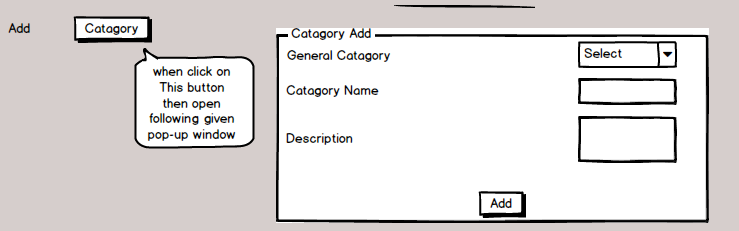 Add
Catagory
when click on
This button
then open
following given
pop-up window
Catagory Add
General Catagory
Select
Catagory Name
Description
Add